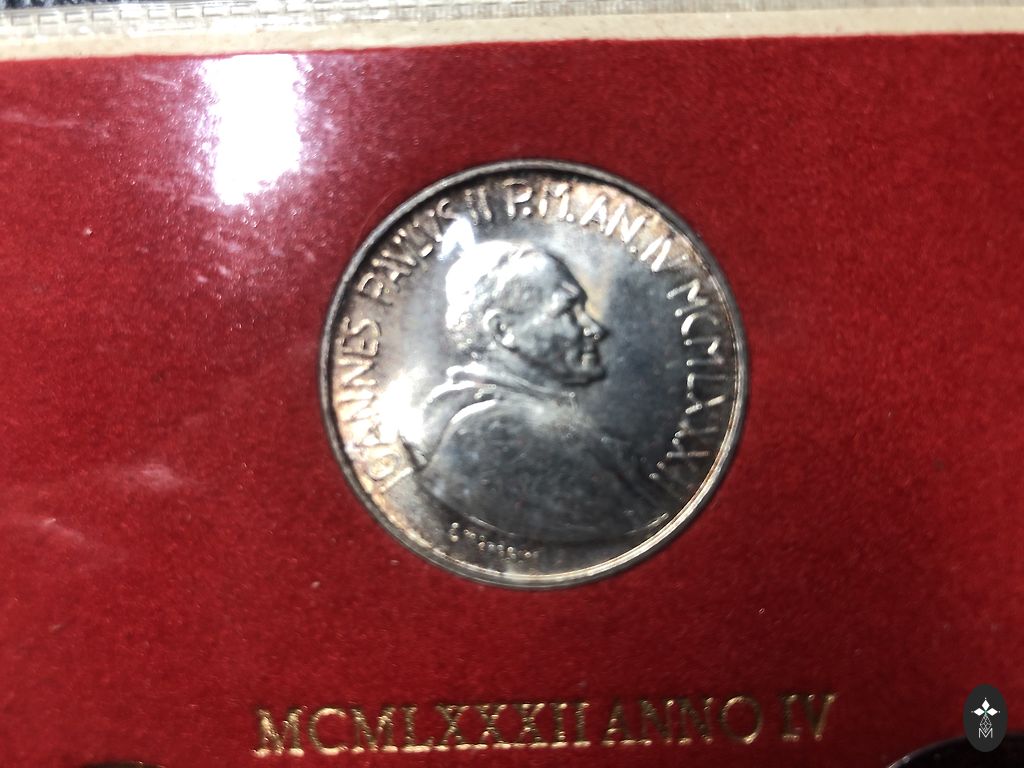 IOANNES PAVLVS II P.M. AN. IV MCMLXXXII
MCMLXXXII ANNO IV
M